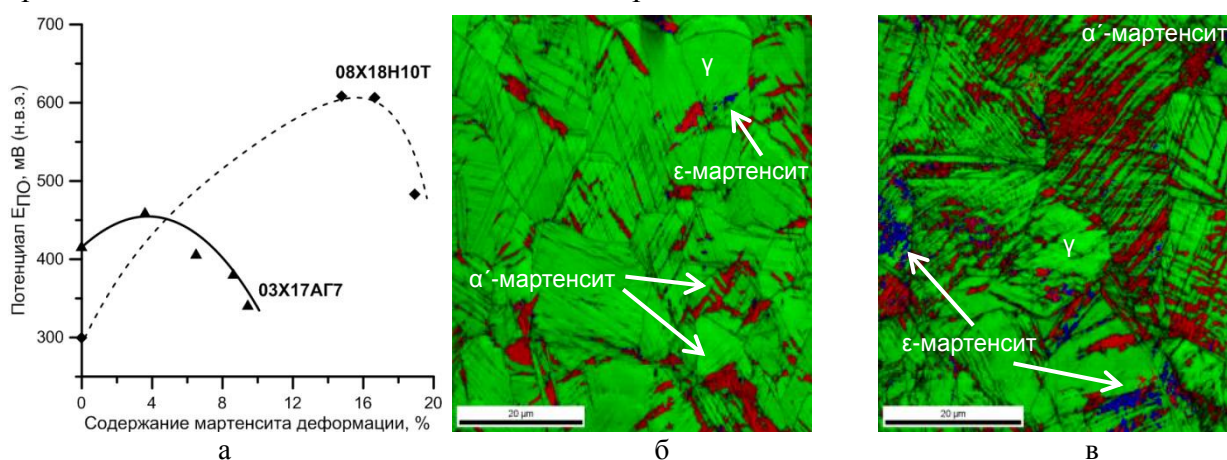 700
600
500
400
300
Потенциал EПО, мВ (н.в.э.)
08Х18Н10Т
03Х17АГ7
0
4
8
12
16
20
Содержание мартенсита деформации, %
а
γ
ε-мартенсит
α´-мартенсит
20 µm
б
α´-мартенсит
γ
ε-мартенсит
20 µm
в